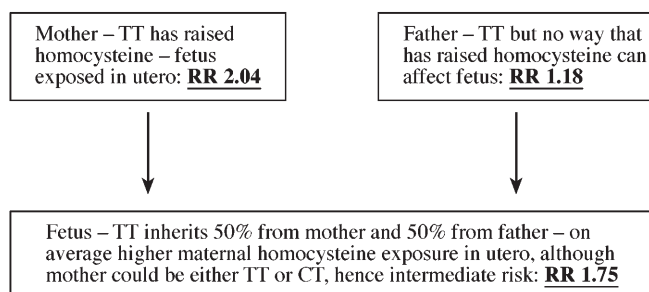 Mother – TT has raised
homocysteine – fetus
exposed in utero: RR 2.04
Father – TT but no way that
has raised homocysteine can
affect fetus: RR 1.18
Fetus – TT inherits 50% from mother and 50% from father – on
average higher maternal homocysteine exposure in utero, although
mother could be either TT or CT, hence intermediate risk: RR 1.75